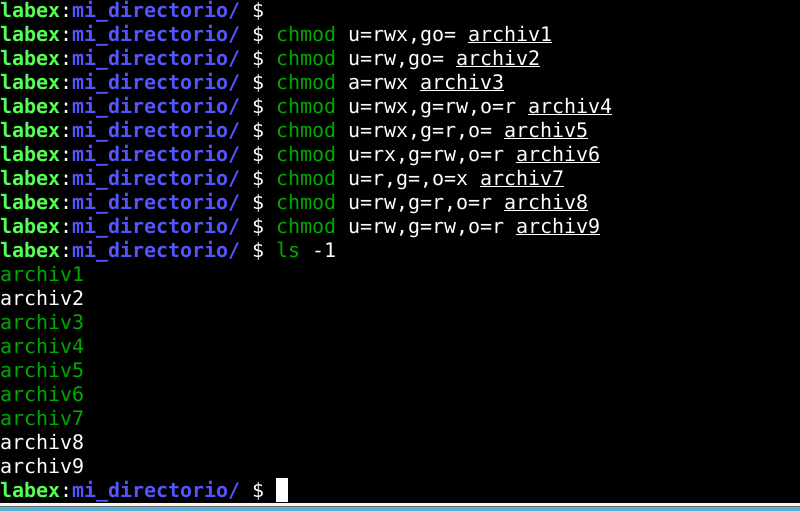 labex:mi_directorio/ $
labex:mi_directorio/ $ chmod u=rwx,go= archiv1
labex:mi_directorio/ $ chmod u=rw,go= archiv2
labex:mi_directorio/ $ chmod a=rwx archiv3
labex:mi_directorio/ $ chmod u=rwx,g=rw,o=r archiv4
labex:mi_directorio/ $ chmod u=rwx,g=r,o= archiv5
labex:mi_directorio/ $ chmod u=rx,g=rw,o=r archiv6
labex:mi_directorio/ $ chmod u=r,g=,o=x archiv7
labex:mi_directorio/ $ chmod u=rw,g=r,o=r archiv8
labex:mi_directorio/ $ chmod u=rw,g=rw,o=r archiv9
labex:mi_directorio/ $ ls -1
archiv1
archiv2
archiv3
archiv4
archiv5
archiv6
archiv7
archiv8
archiv9
labex:mi_directorio/ $